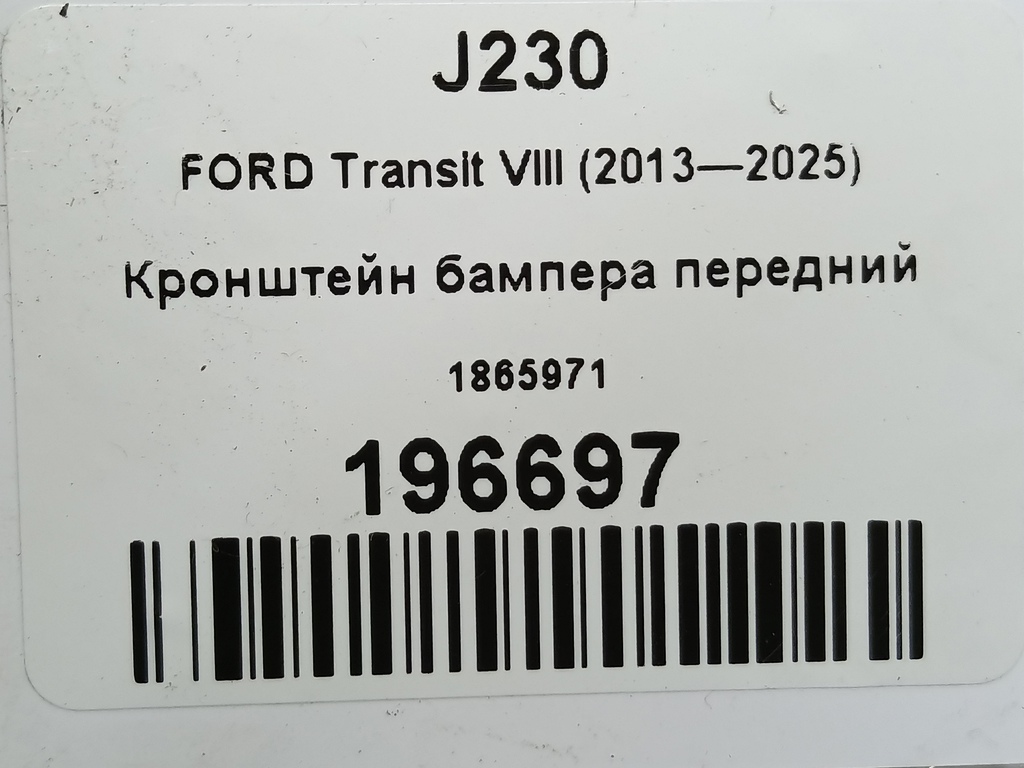 J230
FORD Transit VIII (2013—2025)
Кронштейн бампера передний
1865971
196697